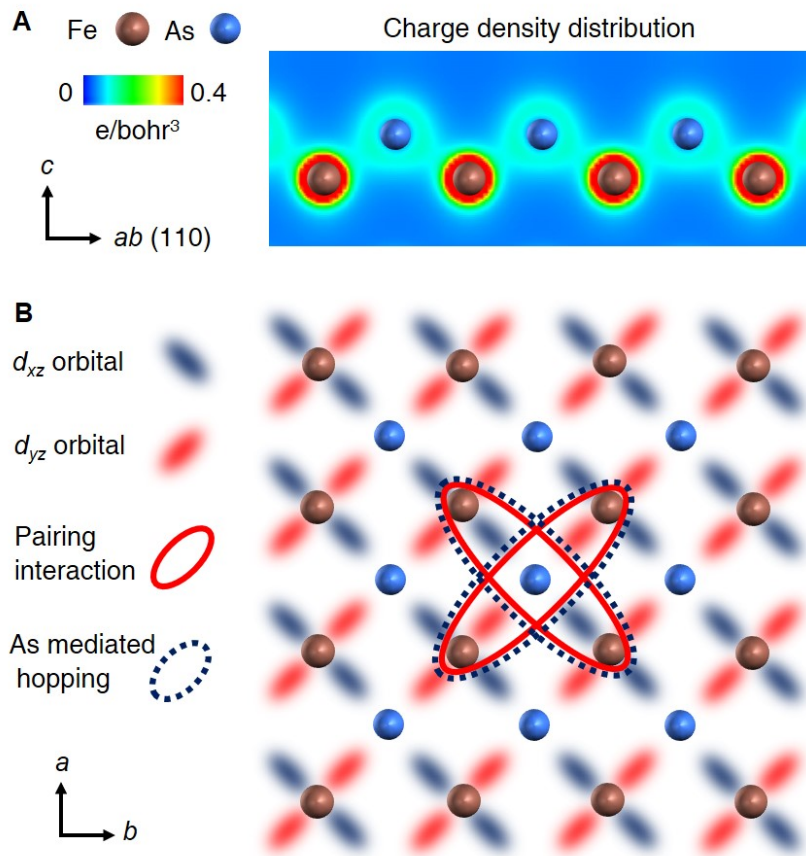 A
Fe As
Charge density distribution
0 0.4
e/bohr³
c
ab (110)
B
dxz orbital
dyz orbital
Pairing
interaction
As mediated
hopping
a
b